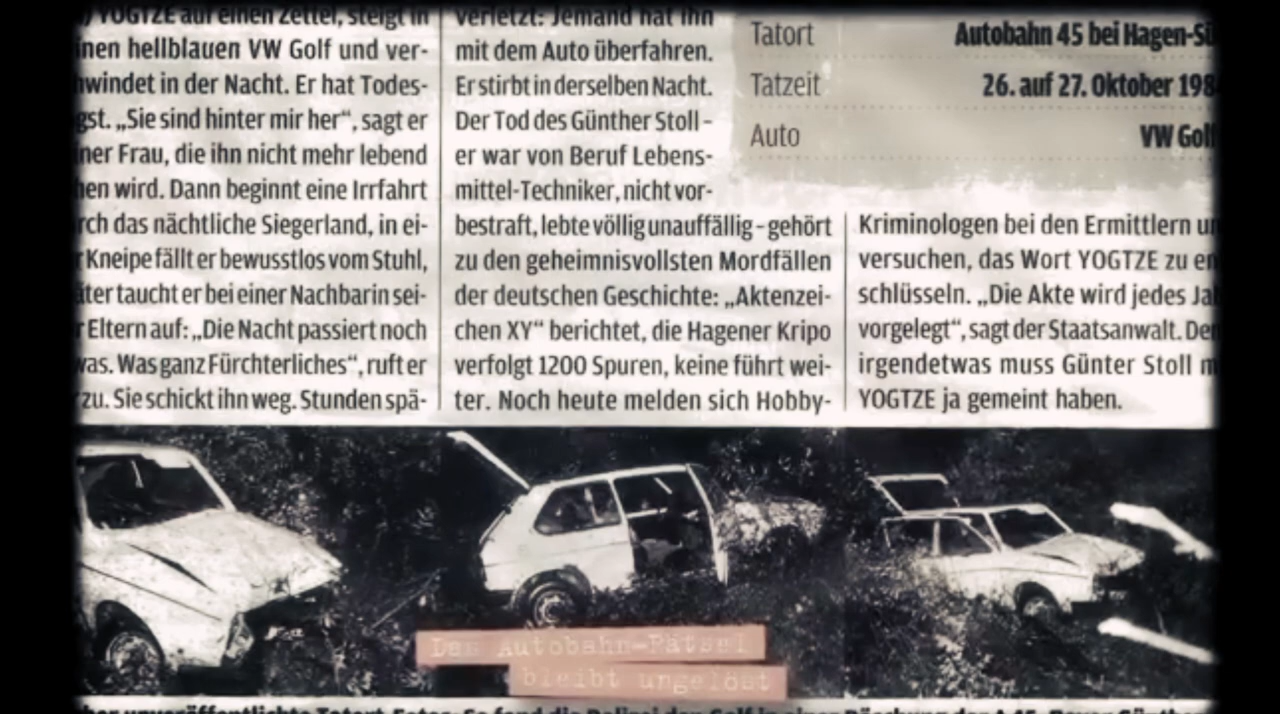 YOGTZE auf einen Zettel, steigt in
inen hellblauen VW Golf und ver-
hwindet in der Nacht. Er hat Todes-
gst. „Sie sind hinter mir her“, sagt er
ner Frau, die ihn nicht mehr lebend
hen wird. Dann beginnt eine Irrfahrt
rch das nächtliche Siegerland, in ei-
r Kneipe fällt er bewusstlos vom Stuhl,
äter taucht er bei einer Nachbarin sei-
r Eltern auf: „Die Nacht passiert noch
was. Was ganz Fürchterliches“, ruft er
r zu. Sie schickt ihn weg. Stunden spä-
verletzt: Jemand hat ihn
mit dem Auto überfahren.
Er stirbt in derselben Nacht.
Der Tod des Günther Stoll –
er war von Beruf Lebens-
mittel-Techniker, nicht vor-
bestraft, lebte völlig unauffällig – gehört
zu den geheimnisvollsten Mordfällen
der deutschen Geschichte: „Aktenzei-
chen XY“ berichtet, die Hagener Kripo
verfolgt 1200 Spuren, keine führt wei-
ter. Noch heute melden sich Hobby-
Tatort Autobahn 45 bei Hagen-Sü
Tatzeit 26. auf 27. Oktober 198
Auto VW Golf
Kriminologen bei den Ermittlern un
versuchen, das Wort YOGTZE zu en
schlüsseln. „Die Akte wird jedes Ja
vorgelegt“, sagt der Staatsanwalt. De
irgendetwas muss Günter Stoll m
YOGTZE ja gemeint haben.
Das Autobahn-Rätsel
bleibt ungelöst